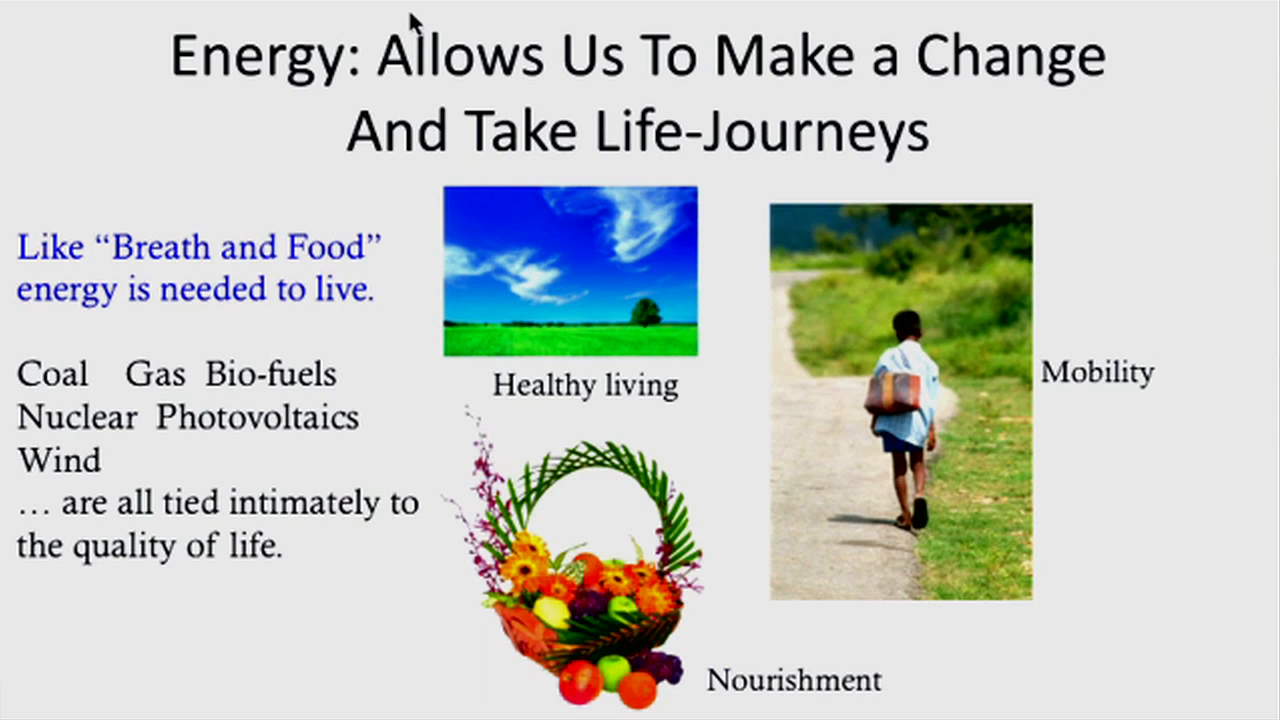 Energy: Allows Us To Make a Change
And Take Life-Journeys
Like “Breath and Food”
energy is needed to live.
Coal Gas Bio-fuels
Nuclear Photovoltaics
Wind
… are all tied intimately to
the quality of life.
Healthy living
Mobility
Nourishment